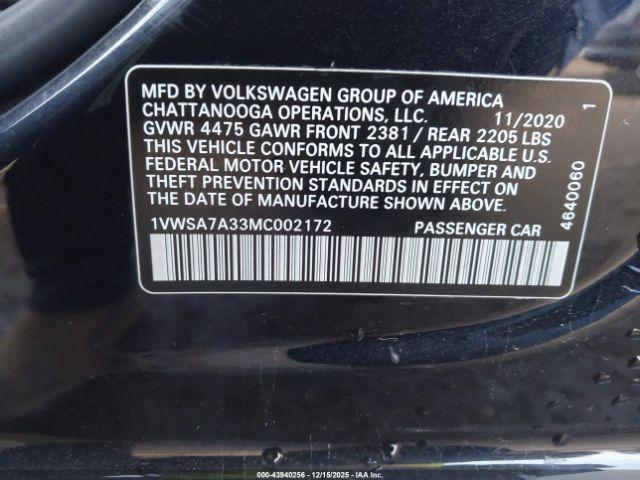 MFD BY VOLKSWAGEN GROUP OF AMERICA
CHATTANOOGA OPERATIONS, LLC. 11/2020
GVWR 4475 GAWR FRONT 2381 / REAR 2205 LBS
THIS VEHICLE CONFORMS TO ALL APPLICABLE U.S.
FEDERAL MOTOR VEHICLE SAFETY, BUMPER AND
THEFT PREVENTION STANDARDS IN EFFECT ON
THE DATE OF MANUFACTURE SHOWN ABOVE.
1VWSA7A33MC002172 PASSENGER CAR
4640060 1
000-43940256 - 12/15/2025 - IAAI.COM